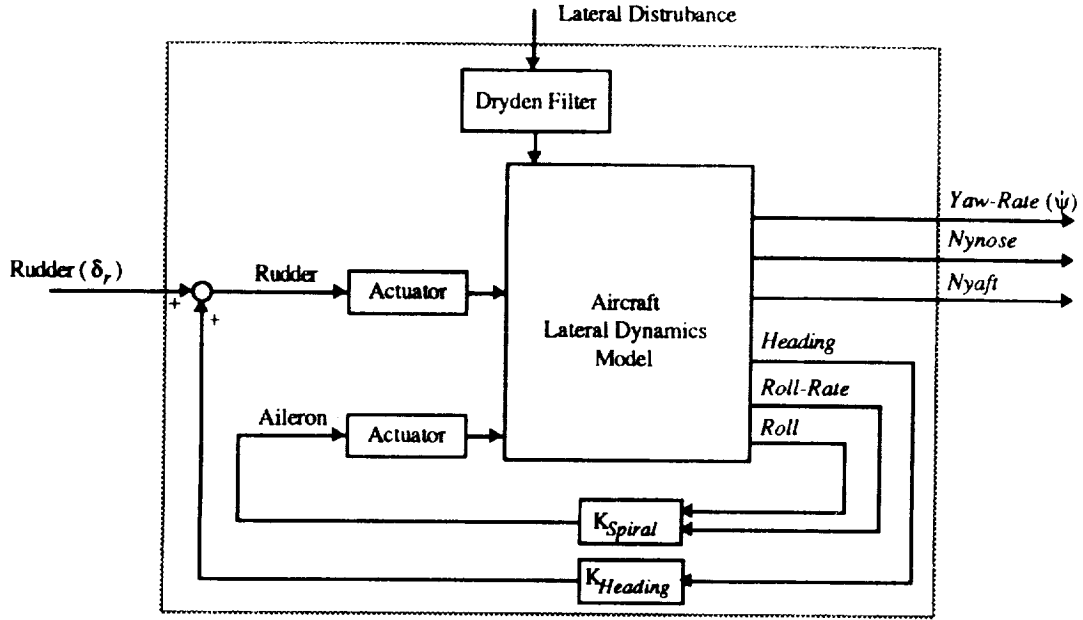 Lateral Distrubance
Dryden Filter
Yaw-Rate (ψ̇)
Nynose
Rudder (δr)
Rudder
Actuator
Nyaft
+
+
Aircraft
Lateral Dynamics
Model
Heading
Roll-Rate
Aileron
Actuator
Roll
KSpiral
KHeading